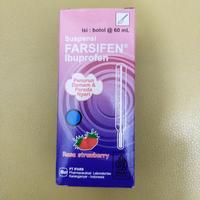 Isi : botol @ 60 mL
Suspensi
FARSIFEN®
Ibuprofen
Penurun
Demam &
Pereda
Nyeri
Rasa strawberry
PT IFARS
Pharmaceutical Laboratories
Karanganyar - Indonesia